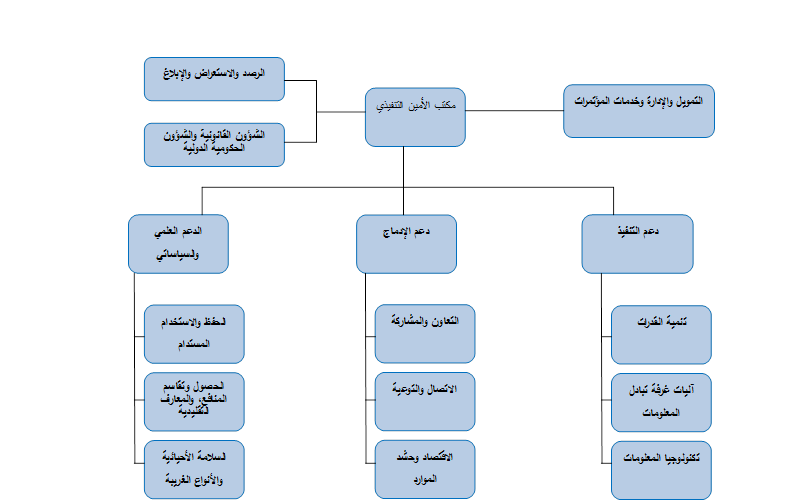 الرصد والاستعراض والإبلاغ
مكتب الأمين التنفيذي
التمويل والإدارة وخدمات المؤتمرات
الشؤون القانونية والشؤون
الحكومية الدولية
دعم التنفيذ
دعم الإدماج
الدعم العلمي
والسياساتي
تنمية القدرات
آليات غرفة تبادل
المعلومات
تكنولوجيا المعلومات
التعاون والمشاركة
الاتصال والتوعية
الاقتصاد وحشد
الموارد
الحفظ والاستخدام
المستدام
الحصول وتقاسم
المنافع، والمعارف
التقليدية
السلامة الأحيائية
والأنواع الغريبة